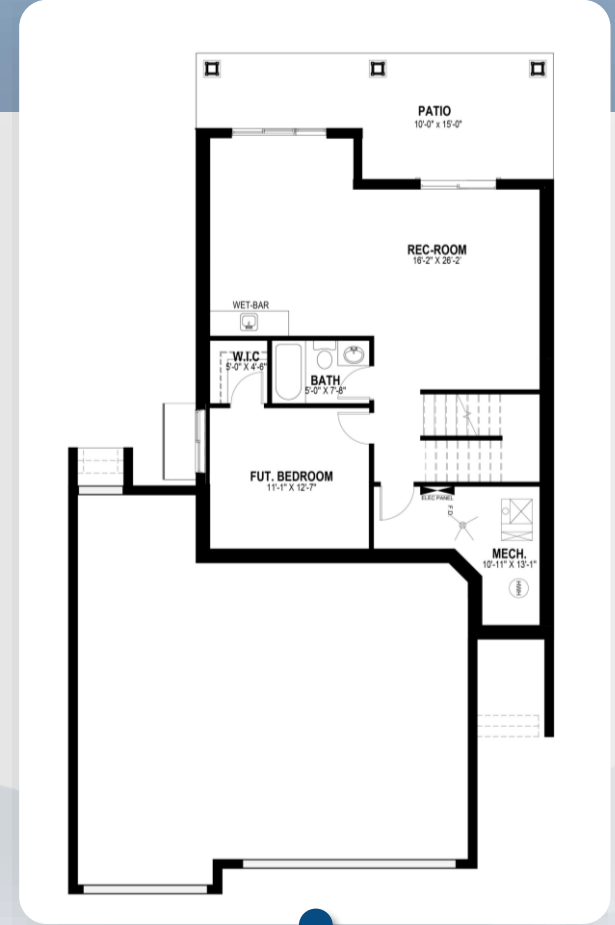 PATIO
10'-0" x 15'-0"
REC-ROOM
16'-2" X 26'-2'
WET-BAR
W.I.C
5'-0" X 4'-6"
BATH
5'-0" X 7'-8"
FUT. BEDROOM
11'-1" X 12'-7"
ELEC PANEL
F.D
MECH.
10'-11" X 13'-1"
HWH